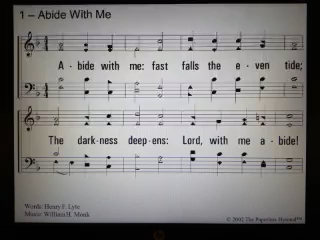 1 – Abide With Me
A - bide with me: fast falls the e - ven tide;
The dark-ness deep-ens: Lord, with me a-bide!
Words: Henry F. Lyte
Music: William H. Monk
© 2002 The Paperless Hymnal™